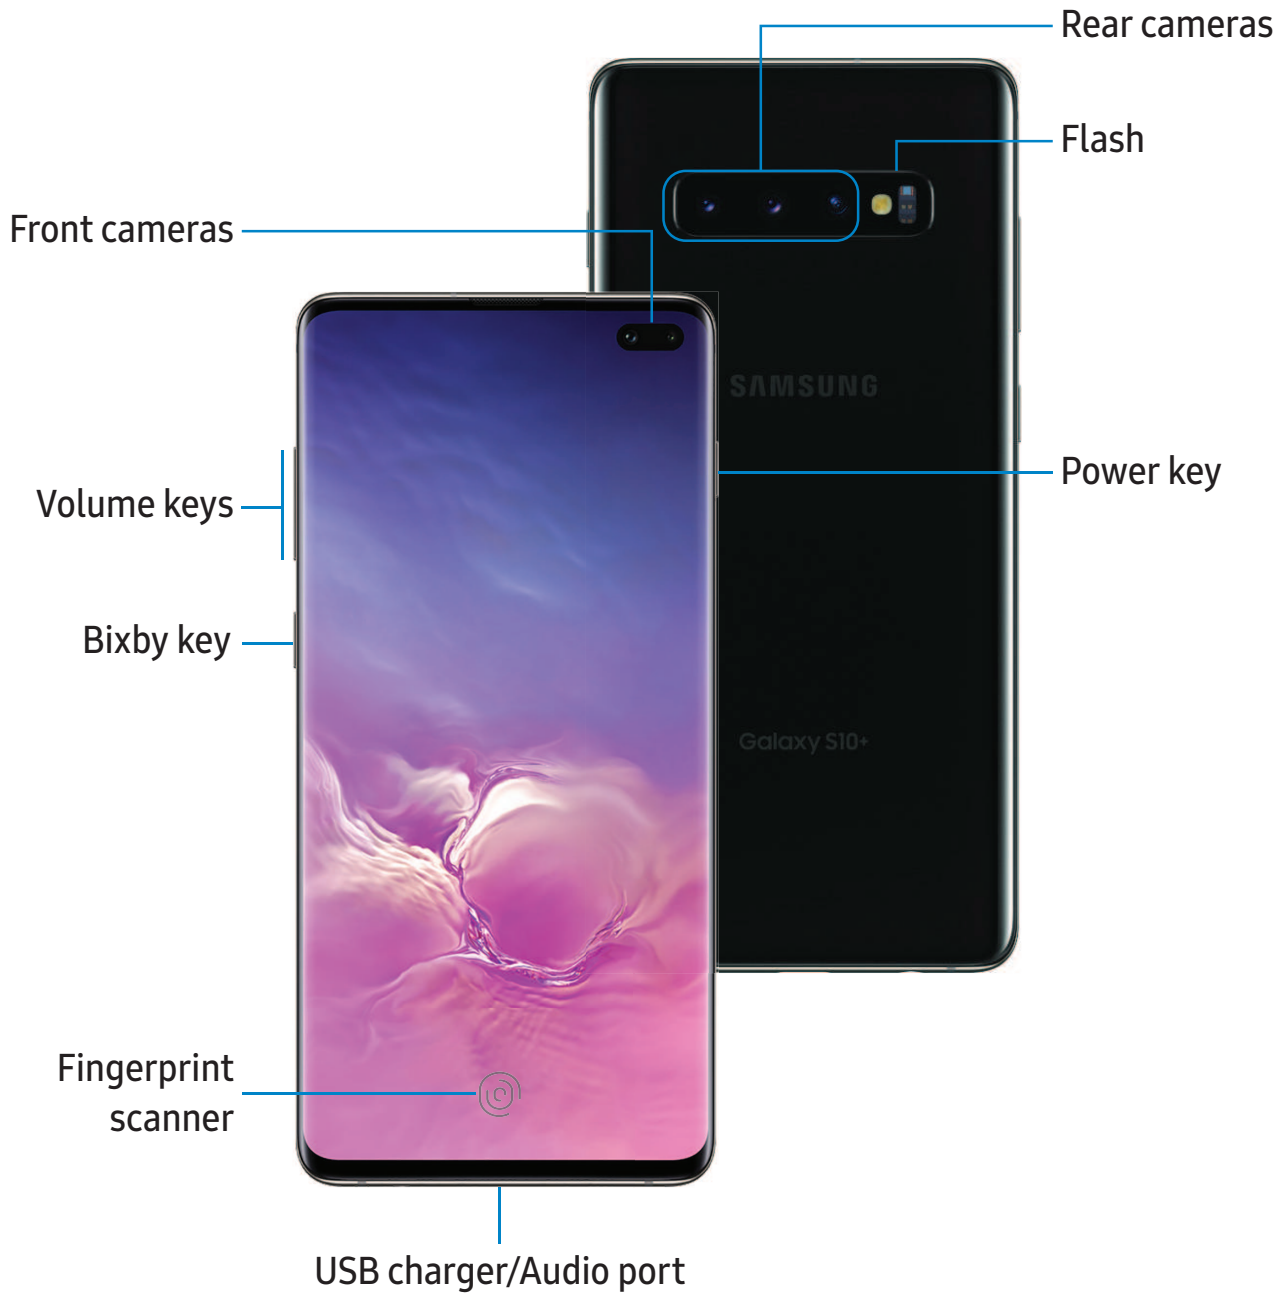 Rear cameras
Flash
Front cameras
SAMSUNG
Power key
Volume keys
Bixby key
Galaxy S10+
Fingerprint
scanner
USB charger/Audio port